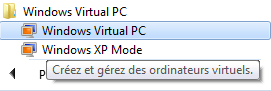 Windows Virtual PC
Windows Virtual PC
Windows XP Mode
P
Créez et gérez des ordinateurs virtuels.